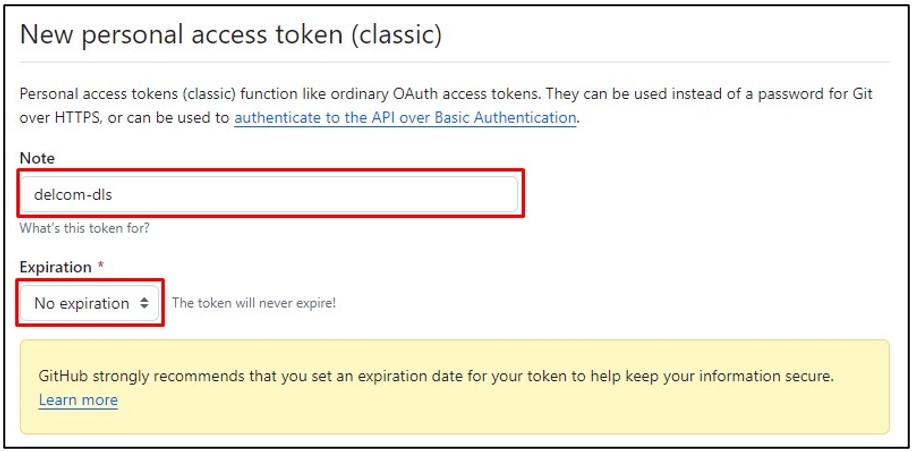 New personal access token (classic)
Personal access tokens (classic) function like ordinary OAuth access tokens. They can be used instead of a password for Git
over HTTPS, or can be used to authenticate to the API over Basic Authentication.
Note
delcom-dls
What's this token for?
Expiration *
No expiration The token will never expire!
GitHub strongly recommends that you set an expiration date for your token to help keep your information secure.
Learn more